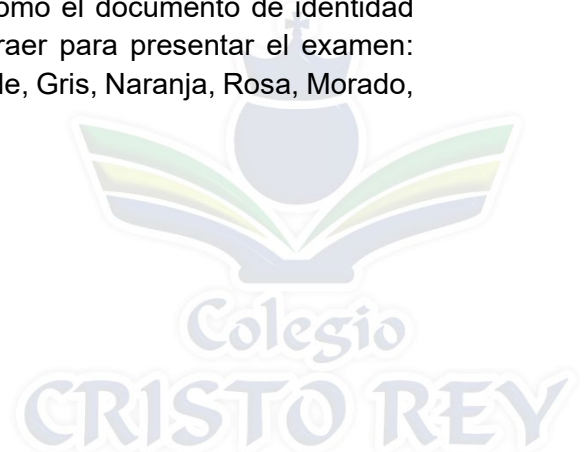 omo el documento de identidad
raer para presentar el examen:
le, Gris, Naranja, Rosa, Morado,
Colegio
CRISTO REY